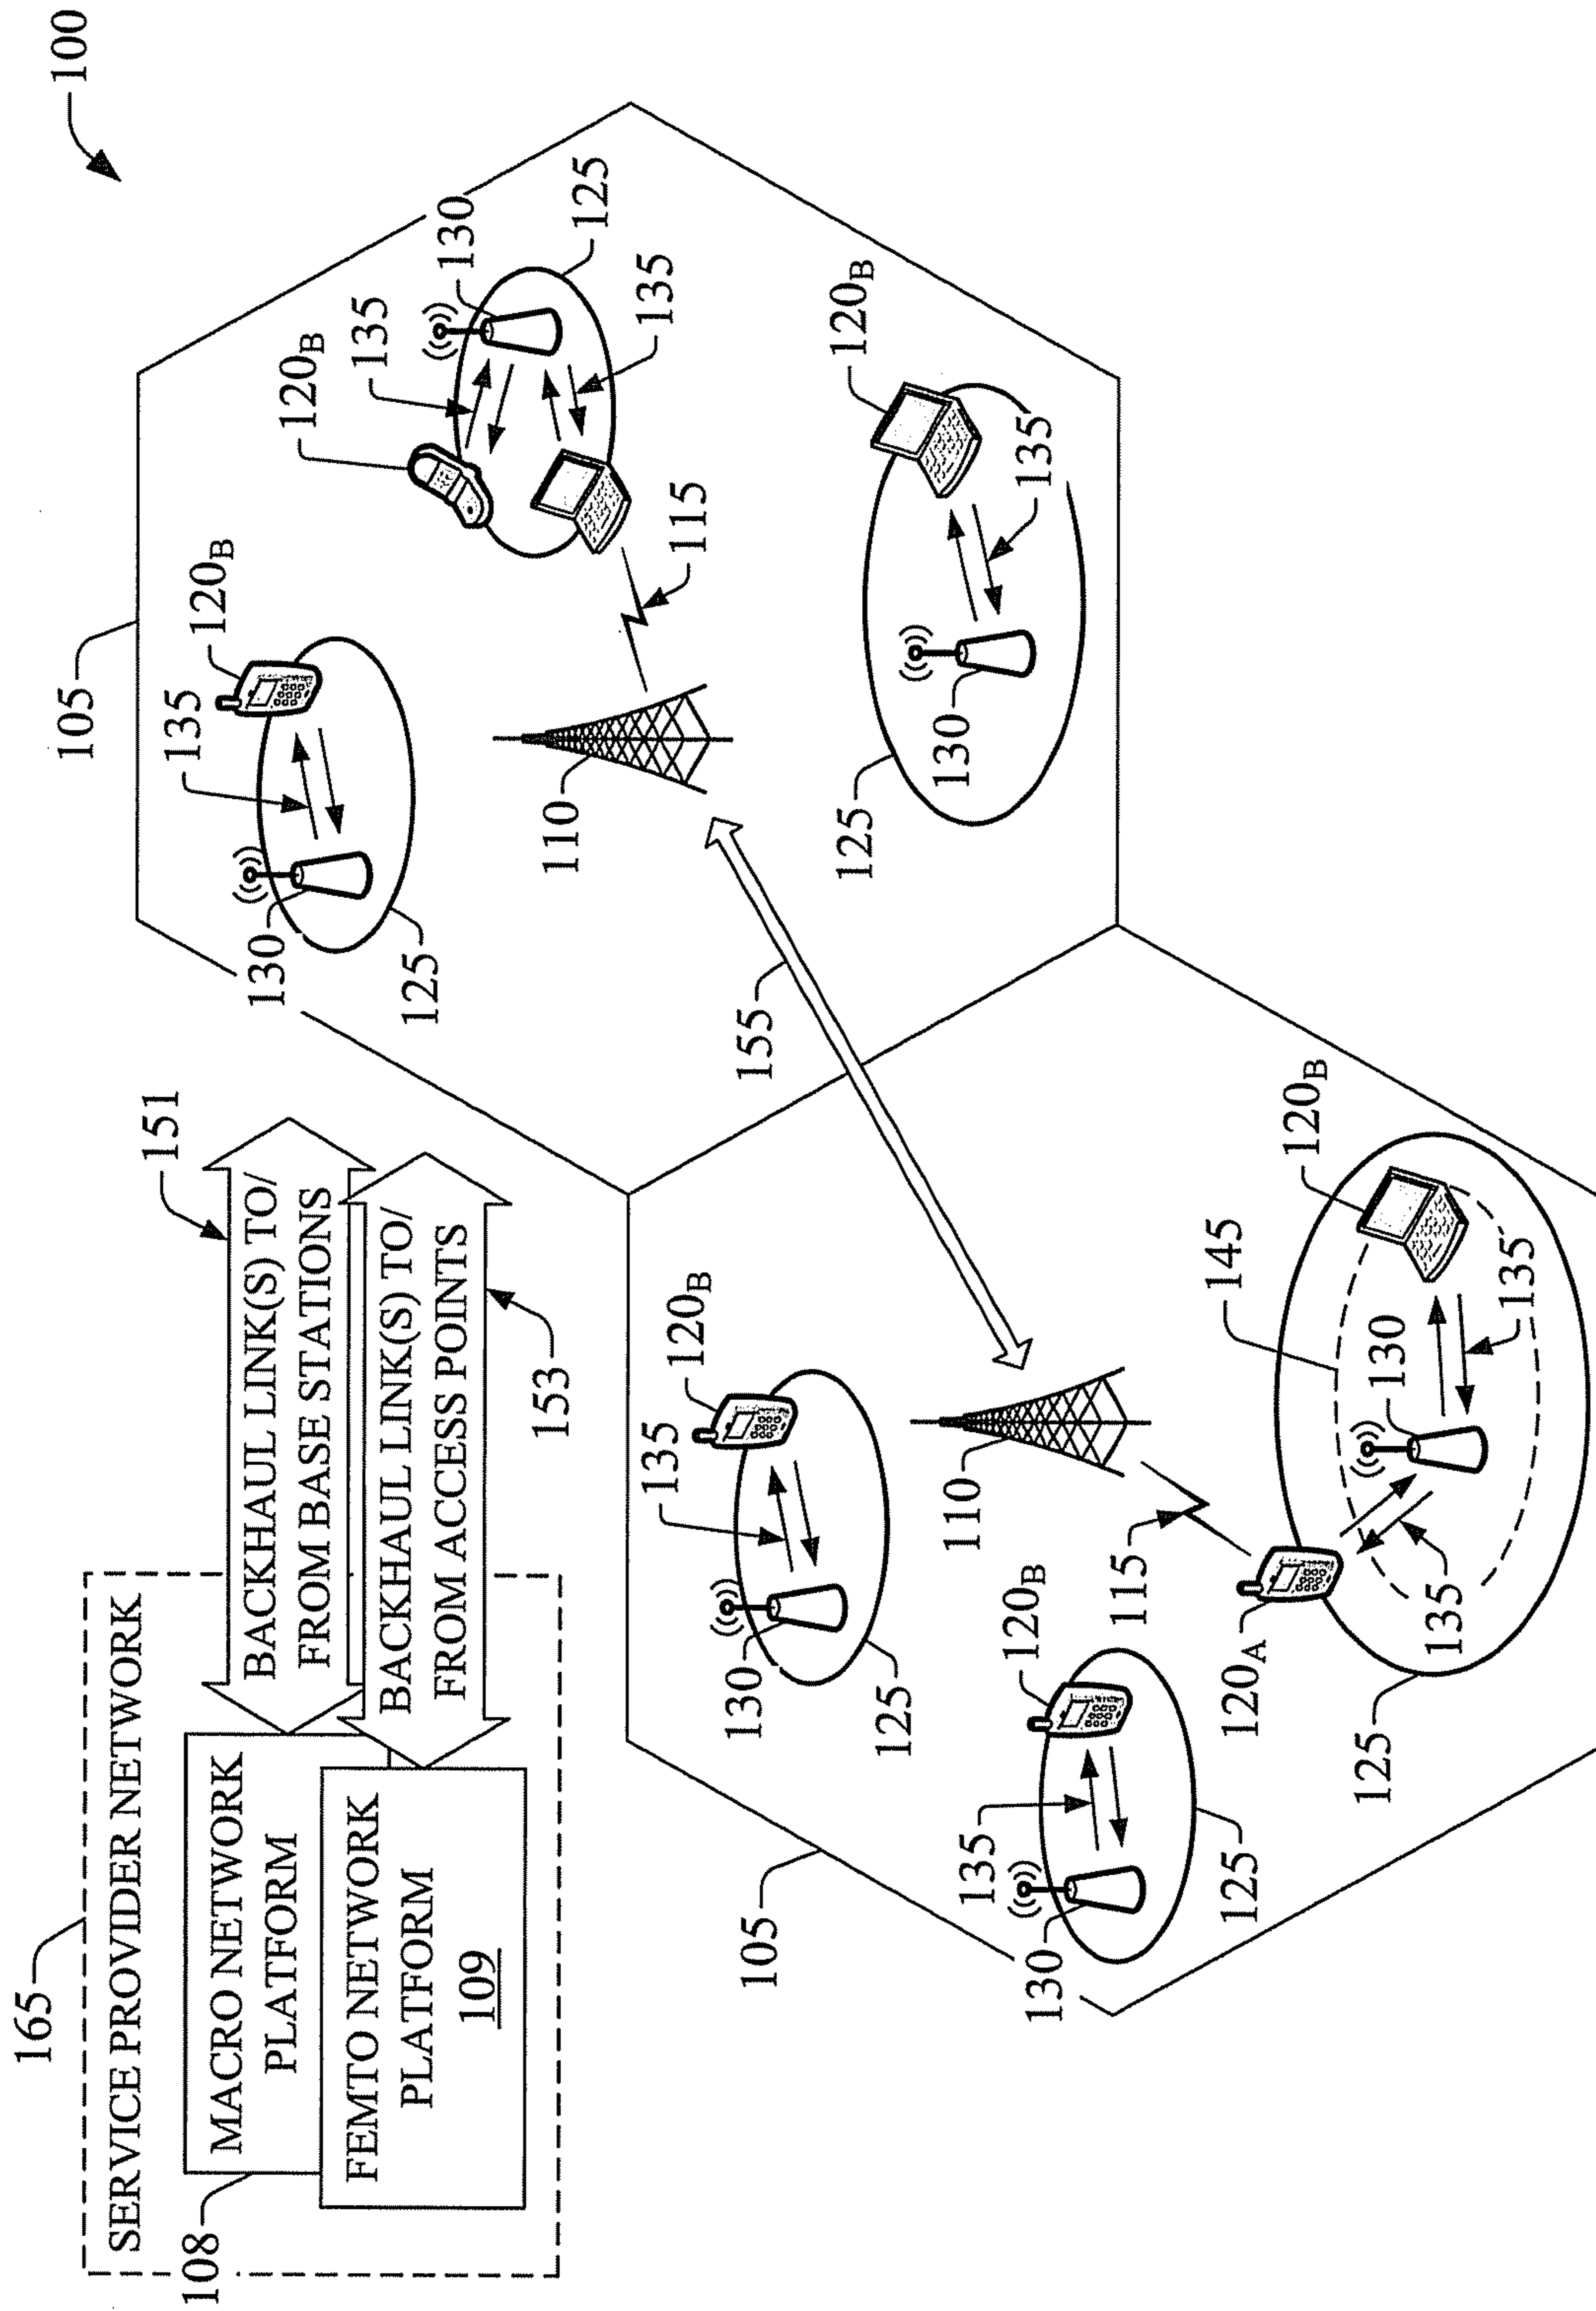 100
165
SERVICE PROVIDER NETWORK
108
MACRO NETWORK
PLATFORM
FEMTO NETWORK
PLATFORM
109
151
BACKHAUL LINK(S) TO/
FROM BASE STATIONS
BACKHAUL LINK(S) TO/
FROM ACCESS POINTS
153
105
135
120B
130
125
120B
135
130
125
135
110
115
120B
135
130
125
155
105
135
120B
130
125
110
115
135
120B
130
125
120A
145
120B
130
135
135
125